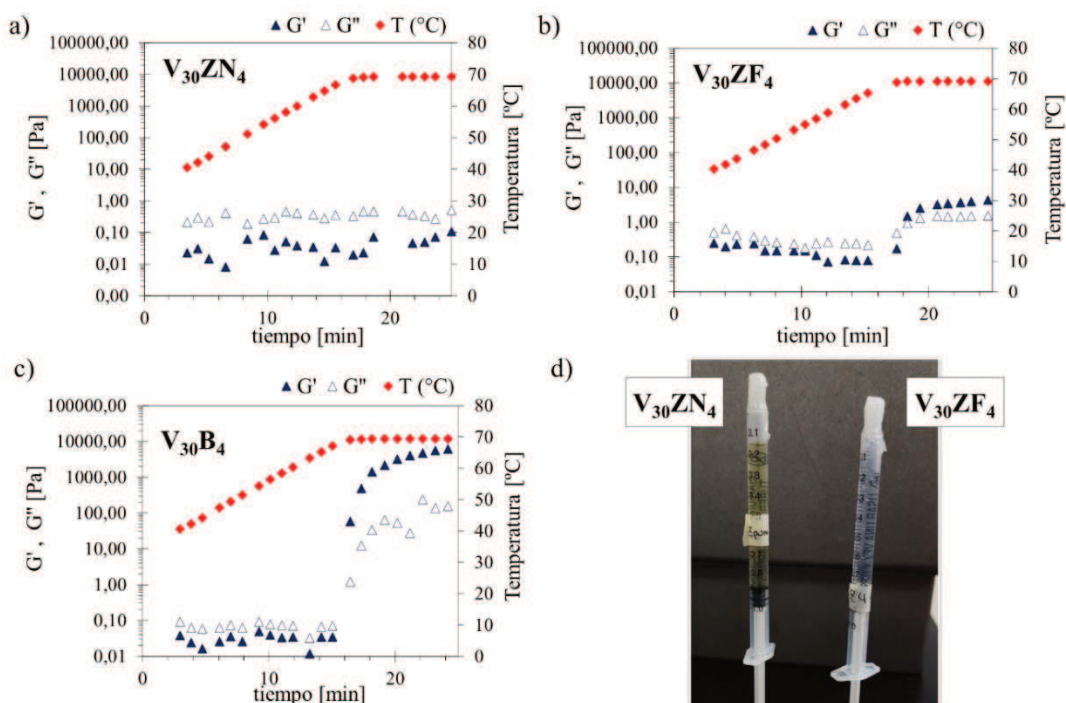 a)
G' G" T (°C)
100000,00
10000,00
1000,00
100,00
10,00
1,00
0,10
0,01
0,00
G' , G" [Pa]
V₃₀ZN₄
80
70
60
50
40
30
20
10
0
Temperatura [ºC]
0 10 20
tiempo [min]
b)
G' G" T (°C)
100000,00
10000,00
1000,00
100,00
10,00
1,00
0,10
0,01
G' , G" [Pa]
V₃₀ZF₄
80
70
60
50
40
30
20
10
0
Temperatura [ºC]
0 10 20
tiempo [min]
c)
G' G" T (°C)
100000,00
10000,00
1000,00
100,00
10,00
1,00
0,10
0,01
G' , G" [Pa]
V₃₀B₄
80
70
60
50
40
30
20
10
0
Temperatura [ºC]
0 10 20
tiempo [min]
d)
V₃₀ZN₄
V₃₀ZF₄